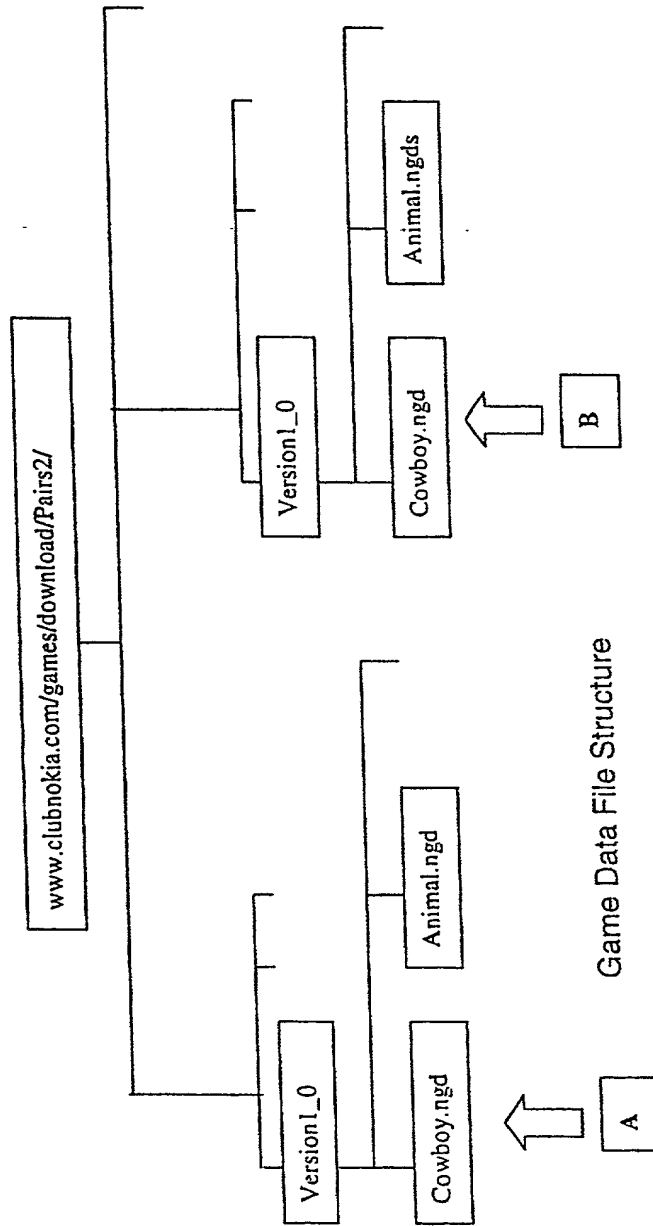 www.clubnokia.com/games/download/Pairs2/
Version1_0
Version1_0
Cowboy.ngd
Animal.ngd
Cowboy.ngd
Animal.ngds
A
B
Game Data File Structure